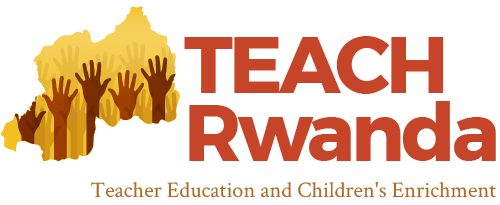 TEACH
Rwanda
Teacher Education and Children's Enrichment